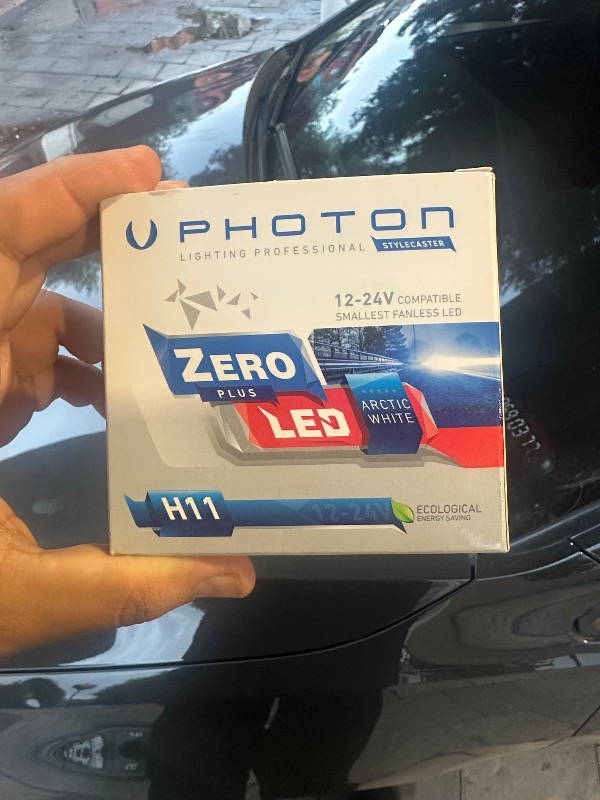 PHOTON
LIGHTING PROFESSIONAL STYLECASTER
12-24V COMPATIBLE
SMALLEST FANLESS LED
ZERO
PLUS
LED
ARCTIC
WHITE
H11
12-24V
ECOLOGICAL
ENERGY SAVING